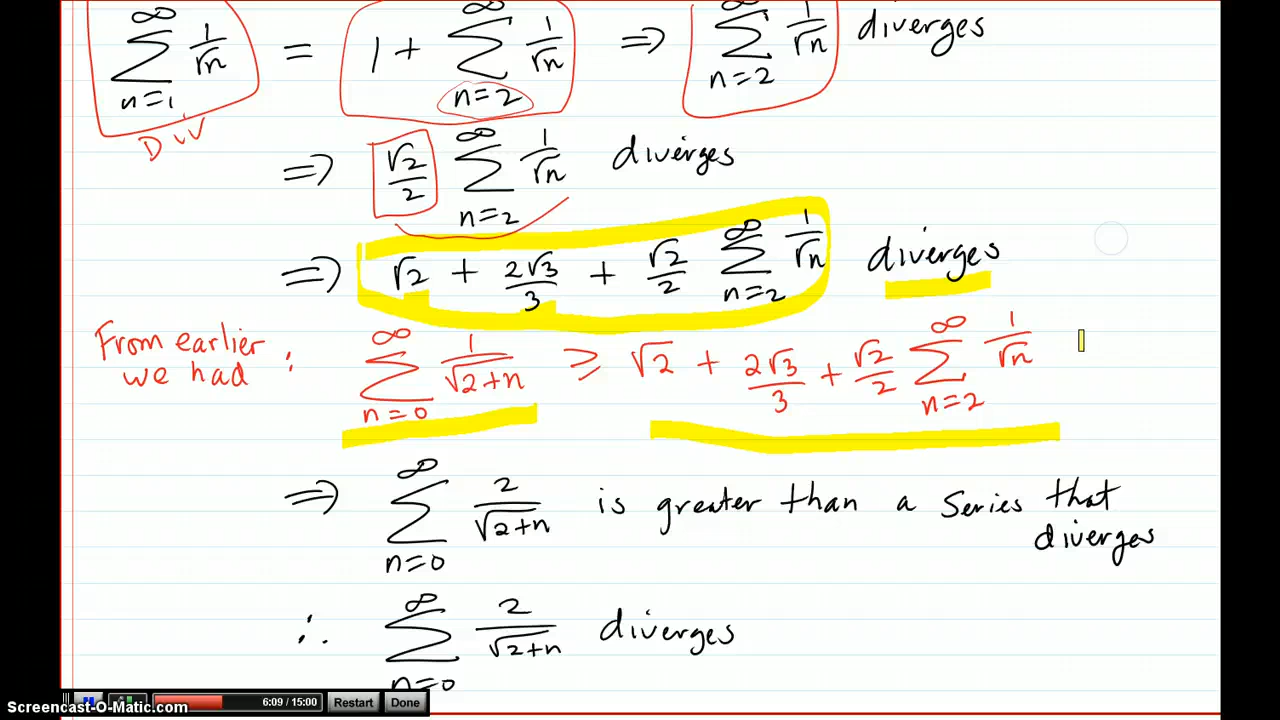 ∞ ∑ n=1 1/√n = 1 + ∞ ∑ n=2 1/√n ⇒ ∞ ∑ n=2 1/√n diverges
Div
⇒ √2/2 ∞ ∑ n=2 1/√n diverges
⇒ √2 + 2√3/3 + √2/2 ∞ ∑ n=2 1/√n diverges
From earlier we had : ∞ ∑ n=0 1/√2+n ≥ √2 + 2√3/3 + √2/2 ∞ ∑ n=2 1/√n
⇒ ∞ ∑ n=0 2/√2+n is greater than a series that
diverges
∴ ∞ ∑ n=0 2/√2+n diverges
6:09 / 15:00 Restart Done
Screencast-O-Matic.com